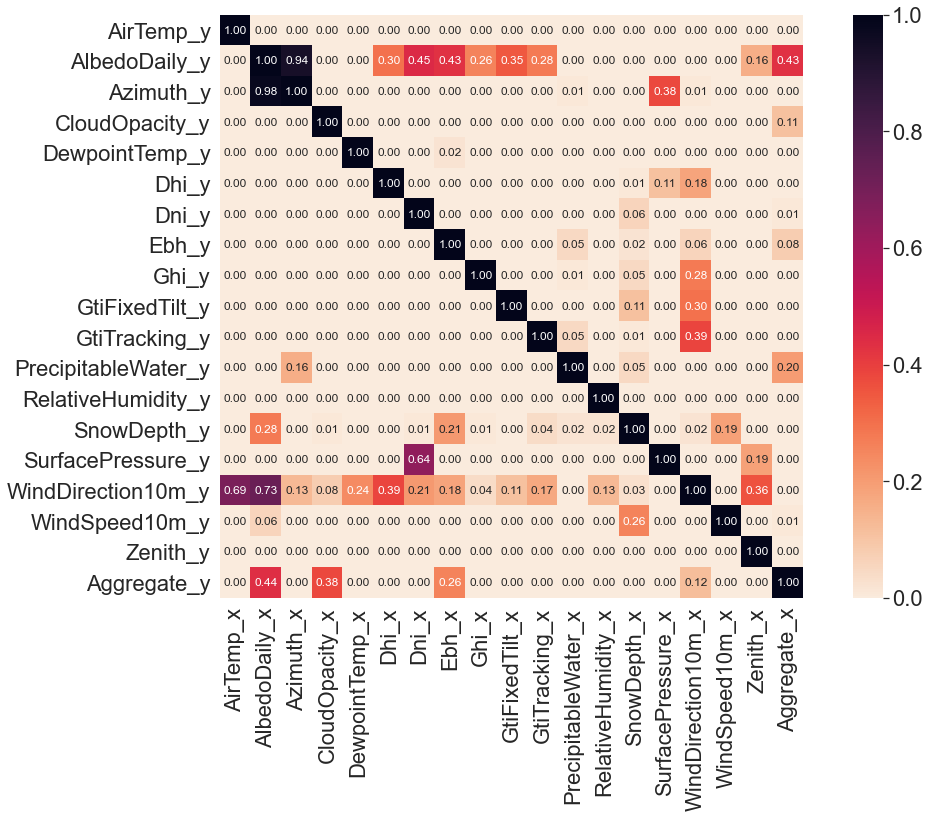 AirTemp_y 1.00 0.00 0.00 0.00 0.00 0.00 0.00 0.00 0.00 0.00 0.00 0.00 0.00 0.00 0.00 0.00 0.00 0.00 0.00 1.0
AlbedoDaily_y 0.00 1.00 0.94 0.00 0.00 0.30 0.45 0.43 0.26 0.35 0.28 0.00 0.00 0.00 0.00 0.00 0.00 0.16 0.43
Azimuth_y 0.00 0.98 1.00 0.00 0.00 0.00 0.00 0.00 0.00 0.00 0.00 0.01 0.00 0.00 0.38 0.01 0.00 0.00 0.00
CloudOpacity_y 0.00 0.00 0.00 1.00 0.00 0.00 0.00 0.00 0.00 0.00 0.00 0.00 0.00 0.00 0.00 0.00 0.00 0.00 0.11 0.8
DewpointTemp_y 0.00 0.00 0.00 0.00 1.00 0.00 0.00 0.02 0.00 0.00 0.00 0.00 0.00 0.00 0.00 0.00 0.00 0.00 0.00
Dhi_y 0.00 0.00 0.00 0.00 0.00 1.00 0.00 0.00 0.00 0.00 0.00 0.00 0.00 0.01 0.11 0.18 0.00 0.00 0.00
Dni_y 0.00 0.00 0.00 0.00 0.00 0.00 1.00 0.00 0.00 0.00 0.00 0.00 0.00 0.06 0.00 0.00 0.00 0.00 0.01
Ebh_y 0.00 0.00 0.00 0.00 0.00 0.00 0.00 1.00 0.00 0.00 0.00 0.05 0.00 0.02 0.00 0.06 0.00 0.00 0.08 0.6
Ghi_y 0.00 0.00 0.00 0.00 0.00 0.00 0.00 0.00 1.00 0.00 0.00 0.01 0.00 0.05 0.00 0.28 0.00 0.00 0.00
GtiFixedTilt_y 0.00 0.00 0.00 0.00 0.00 0.00 0.00 0.00 0.00 1.00 0.00 0.00 0.00 0.11 0.00 0.30 0.00 0.00 0.00
GtiTracking_y 0.00 0.00 0.00 0.00 0.00 0.00 0.00 0.00 0.00 0.00 1.00 0.05 0.00 0.01 0.00 0.39 0.00 0.00 0.00
PrecipitableWater_y 0.00 0.00 0.16 0.00 0.00 0.00 0.00 0.00 0.00 0.00 0.00 1.00 0.00 0.05 0.00 0.00 0.00 0.00 0.20 0.4
RelativeHumidity_y 0.00 0.00 0.00 0.00 0.00 0.00 0.00 0.00 0.00 0.00 0.00 0.00 1.00 0.00 0.00 0.00 0.00 0.00 0.00
SnowDepth_y 0.00 0.28 0.00 0.01 0.00 0.00 0.01 0.21 0.01 0.00 0.04 0.02 0.02 1.00 0.00 0.02 0.19 0.00 0.00
SurfacePressure_y 0.00 0.00 0.00 0.00 0.00 0.00 0.64 0.00 0.00 0.00 0.00 0.00 0.00 0.00 1.00 0.00 0.00 0.19 0.00
WindDirection10m_y 0.69 0.73 0.13 0.08 0.24 0.39 0.21 0.18 0.04 0.11 0.17 0.00 0.13 0.03 0.00 1.00 0.00 0.36 0.00 0.2
WindSpeed10m_y 0.00 0.06 0.00 0.00 0.00 0.00 0.00 0.00 0.00 0.00 0.00 0.00 0.00 0.26 0.00 0.00 1.00 0.00 0.01
Zenith_y 0.00 0.00 0.00 0.00 0.00 0.00 0.00 0.00 0.00 0.00 0.00 0.00 0.00 0.00 0.00 0.00 0.00 1.00 0.00
Aggregate_y 0.00 0.44 0.00 0.38 0.00 0.00 0.00 0.26 0.00 0.00 0.00 0.00 0.00 0.00 0.00 0.12 0.00 0.00 1.00 0.0
AirTemp_x
AlbedoDaily_x
Azimuth_x
CloudOpacity_x
DewpointTemp_x
Dhi_x
Dni_x
Ebh_x
Ghi_x
GtiFixedTilt_x
GtiTracking_x
PrecipitableWater_x
RelativeHumidity_x
SnowDepth_x
SurfacePressure_x
WindDirection10m_x
WindSpeed10m_x
Zenith_x
Aggregate_x